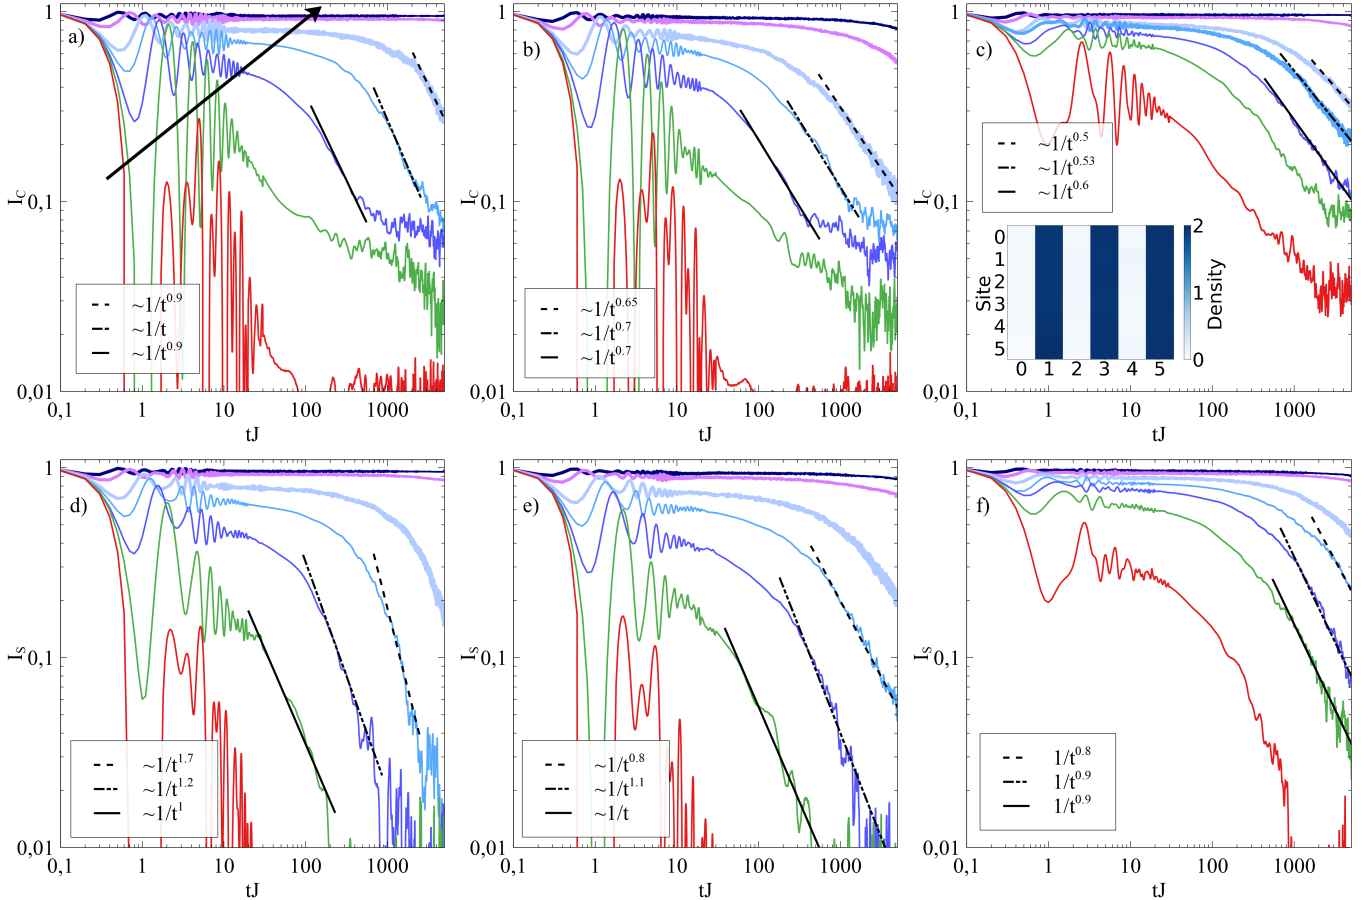 1
a)
I_C
0,1
0,01
~1/t^0.9
~1/t
~1/t^0.9
0,1 1 10 100 1000
tJ
1
b)
I_C
0,1
0,01
~1/t^0.65
~1/t^0.7
~1/t^0.7
0,1 1 10 100 1000
tJ
1
c)
I_C
0,1
0,01
~1/t^0.5
~1/t^0.53
~1/t^0.6
Site
0
1
2
3
4
5
0 1 2 3 4 5
2
1
0
Density
0,1 1 10 100 1000
tJ
1
d)
I_S
0,1
0,01
~1/t^1.7
~1/t^1.2
~1/t^1
0,1 1 10 100 1000
tJ
1
e)
I_S
0,1
0,01
~1/t^0.8
~1/t^1.1
~1/t
0,1 1 10 100 1000
tJ
1
f)
I_S
0,1
0,01
1/t^0.8
1/t^0.9
1/t^0.9
0,1 1 10 100 1000
tJ